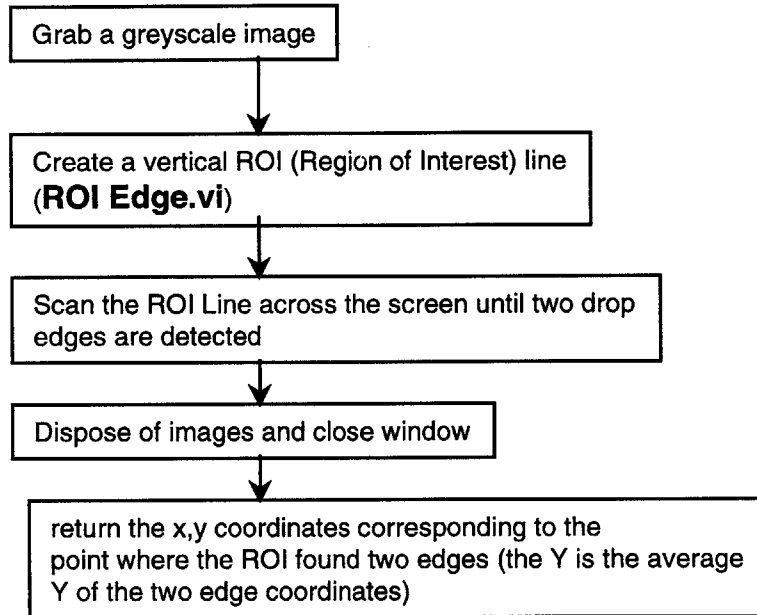 Grab a greyscale image
Create a vertical ROI (Region of Interest) line
(ROI Edge.vi)
Scan the ROI Line across the screen until two drop
edges are detected
Dispose of images and close window
return the x,y coordinates corresponding to the
point where the ROI found two edges (the Y is the average
Y of the two edge coordinates)